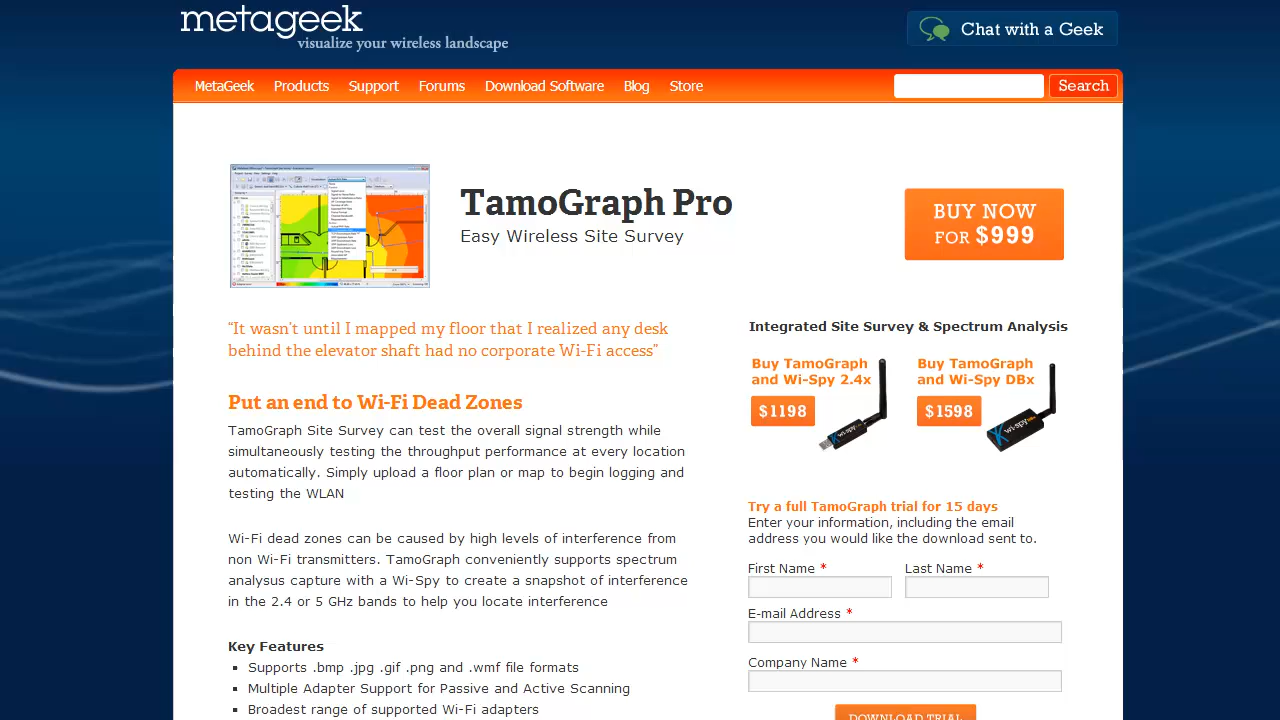 metageek
visualize your wireless landscape
Chat with a Geek
MetaGeek Products Support Forums Download Software Blog Store
Search
TamoGraph Pro
Easy Wireless Site Survey
BUY NOW
FOR $999
"It wasn't until I mapped my floor that I realized any desk
behind the elevator shaft had no corporate Wi-Fi access"
Put an end to Wi-Fi Dead Zones
TamoGraph Site Survey can test the overall signal strength while
simultaneously testing the throughput performance at every location
automatically. Simply upload a floor plan or map to begin logging and
testing the WLAN
Wi-Fi dead zones can be caused by high levels of interference from
non Wi-Fi transmitters. TamoGraph conveniently supports spectrum
analysus capture with a Wi-Spy to create a snapshot of interference
in the 2.4 or 5 GHz bands to help you locate interference
Key Features
Supports .bmp .jpg .gif .png and .wmf file formats
Multiple Adapter Support for Passive and Active Scanning
Broadest range of supported Wi-Fi adapters
Integrated Site Survey & Spectrum Analysis
Buy TamoGraph
and Wi-Spy 2.4x
$1198
wi-spy
Buy TamoGraph
and Wi-Spy DBx
$1598
wi-spy
Try a full TamoGraph trial for 15 days
Enter your information, including the email
address you would like the download sent to.
First Name * Last Name *
E-mail Address *
Company Name *
DOWNLOAD TRIAL